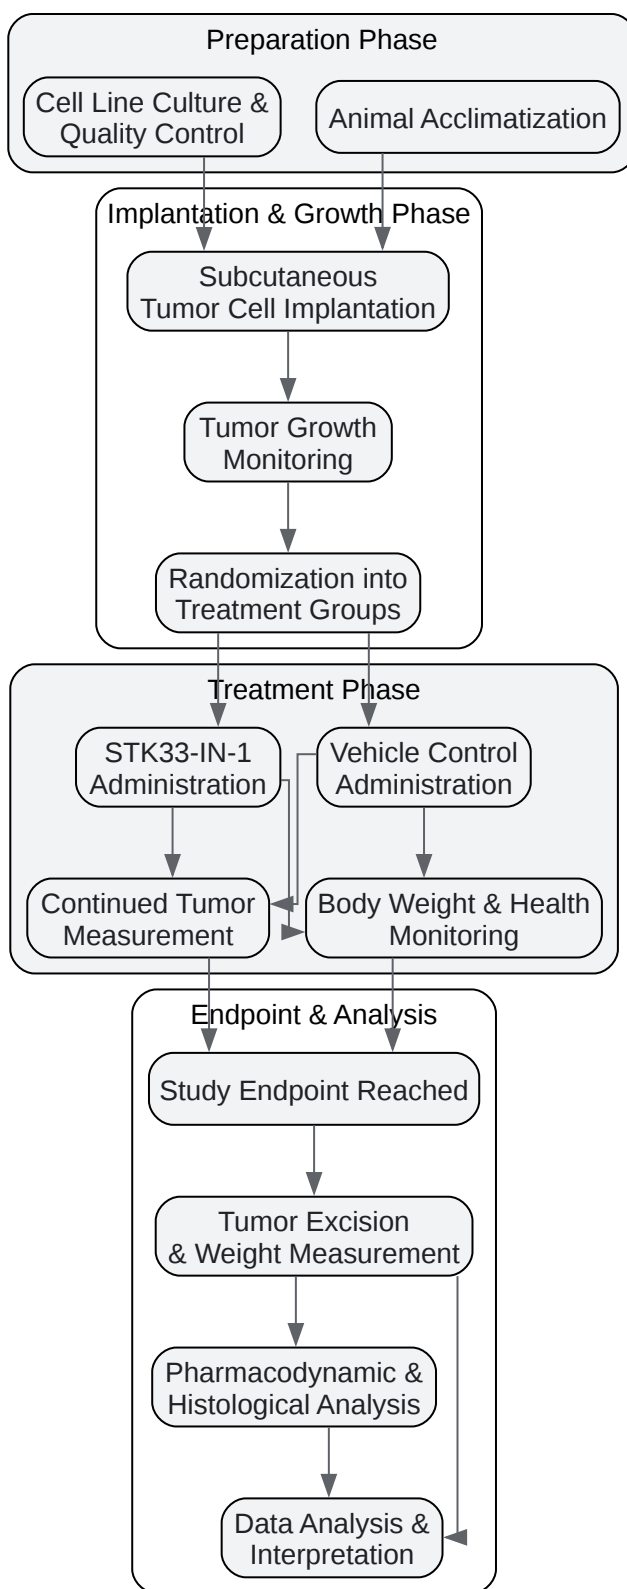 Preparation Phase
Cell Line Culture &
Quality Control
Animal Acclimatization
Implantation & Growth Phase
Subcutaneous
Tumor Cell Implantation
Tumor Growth
Monitoring
Randomization into
Treatment Groups
Treatment Phase
STK33-IN-1
Administration
Vehicle Control
Administration
Continued Tumor
Measurement
Body Weight & Health
Monitoring
Endpoint & Analysis
Study Endpoint Reached
Tumor Excision
& Weight Measurement
Pharmacodynamic &
Histological Analysis
Data Analysis &
Interpretation